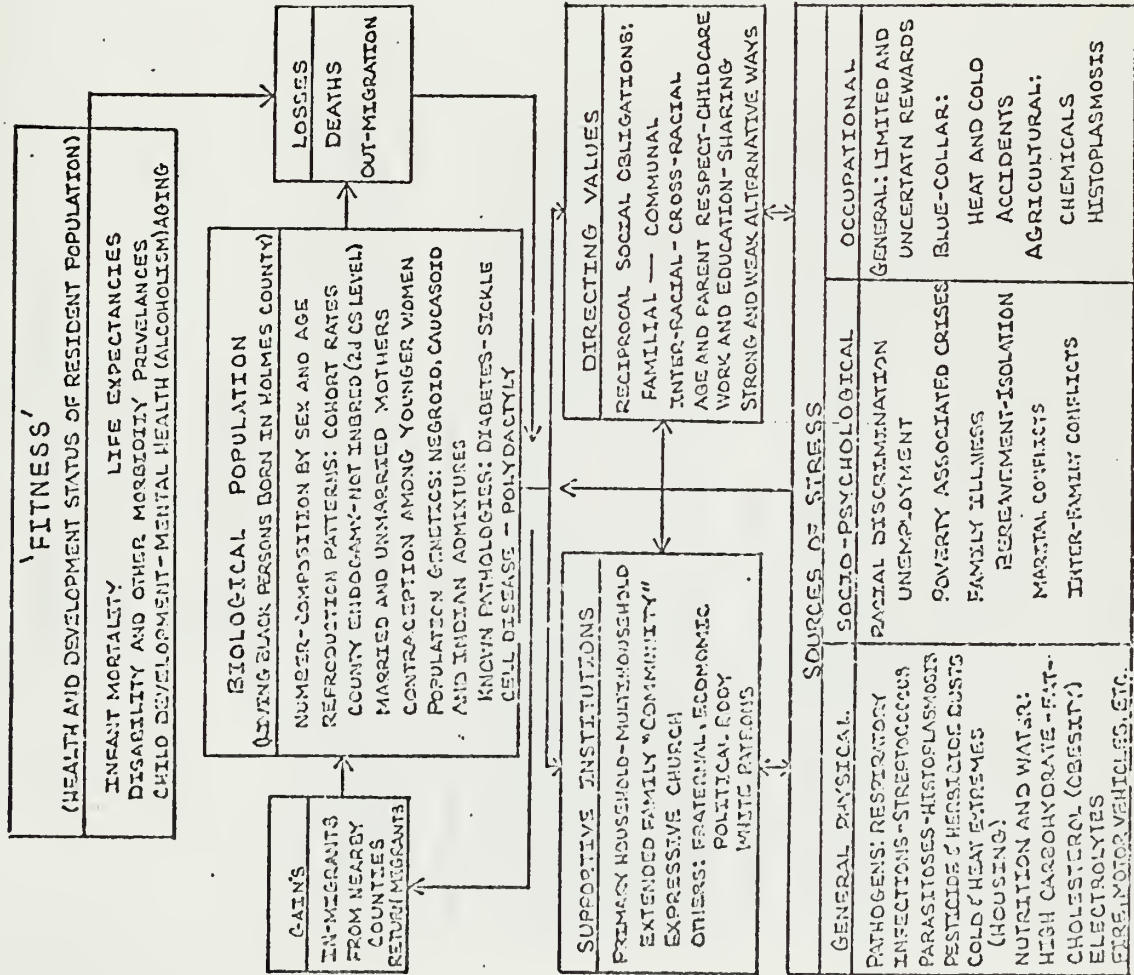 'FITNESS'
(HEALTH AND DEVELOPMENT STATUS OF RESIDENT POPULATION)
INFANT MORTALITY LIFE EXPECTANCIES
DISABILITY AND OTHER MORBIDITY PREVELANCES
CHILD DEVELOPMENT-MENTAL HEALTH (ALCOHOLISM) AGING
GAINS
IN-MIGRANTS
FROM NEARBY
COUNTIES
RETURN MIGRANTS
BIOLOGICAL POPULATION
(LIVING BLACK PERSONS BORN IN HOLMES COUNTY)
NUMBER-COMPOSITION BY SEX AND AGE
REPRODUCTION PATTERNS: COHORT RATES
COUNTY ENDOGAMY-NOT INBRED (2d CS LEVEL)
MARRIED AND UNMARRIED MOTHERS
CONTRACEPTION AMONG YOUNGER WOMEN
POPULATION GENETICS: NEGROID, CAUCASOID
AND INDIAN ADMIXTURES
KNOWN PATHOLOGIES: DIABETES-SICKLE
CELL DISEASE - POLYDACTYLY
LOSSES
DEATHS
OUT-MIGRATION
SUPPORTIVE INSTITUTIONS
PRIMARY HOUSEHOLD-MULTIHOUSEHOLD
EXTENDED FAMILY "COMMUNITY"
EXPRESSIVE CHURCH
OTHERS: FRATERNAL, ECONOMIC
POLITICAL BODY
WHITE PATRONS
DIRECTING VALUES
RECIPROCAL SOCIAL OBLIGATIONS:
FAMILIAL — COMMUNAL
INTER-RACIAL-CROSS-RACIAL
AGE AND PARENT RESPECT-CHILDCARE
WORK AND EDUCATION-SHARING
STRONG AND WEAK ALTERNATIVE WAYS
SOURCES OF STRESS
GENERAL PHYSICAL
PATHOGENS: RESPIRATORY
INFECTIONS-STREPTOCOCCUS
PARASITOSES-HISTOPLASMOSIS
PESTICIDE & HERBICIDE DUSTS
COLD & HEAT EXTREMES
(HOUSING)
NUTRITION AND WATER:
HIGH CARBOHYDRATE-FAT-
CHOLESTEROL (OBESITY)
ELECTROLYTES
FIRE, MOTOR VEHICLES, ETC.
SOCIO-PSYCHOLOGICAL
RACIAL DISCRIMINATION
UNEMPLOYMENT
POVERTY ASSOCIATED CRISES
FAMILY ILLNESS
BEREAVEMENT-ISOLATION
MARITAL CONFLICTS
INTER-FAMILY CONFLICTS
OCCUPATIONAL
GENERAL: LIMITED AND
UNCERTATN REWARDS
BLUE-COLLAR:
HEAT AND COLD
ACCIDENTS
AGRICULTURAL:
CHEMICALS
HISTOPLASMOSIS